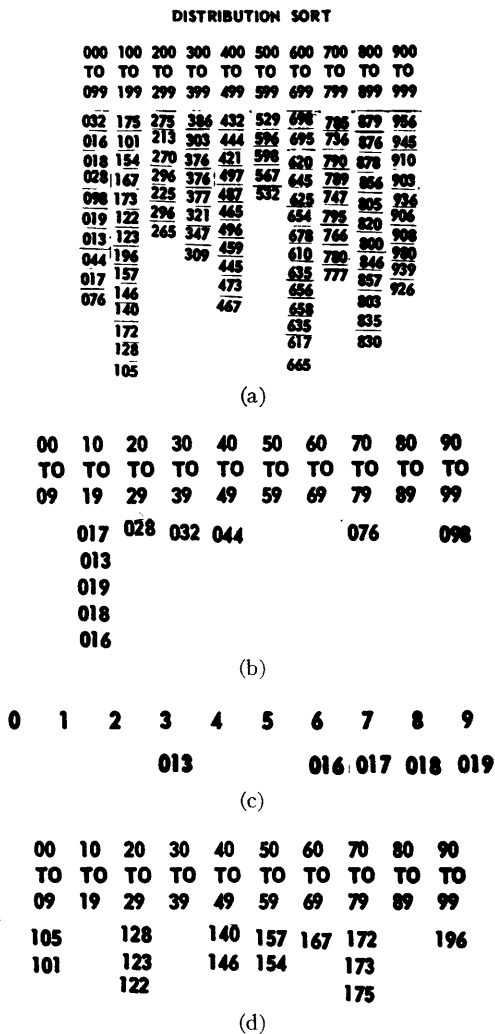 DISTRIBUTION SORT
000 100 200 300 400 500 600 700 800 900
TO TO TO TO TO TO TO TO TO TO
099 199 299 399 499 599 699 799 899 999
032 175 275 386 432 529 698 785 879 956
016 101 213 303 444 596 695 736 876 945
018 154 270 376 421 598 620 790 878 910
028 167 296 376 497 567 645 789 856 903
098 173 225 377 487 532 625 747 805 936
019 122 296 321 465 654 795 820 906
013 123 265 347 496 678 766 800 908
044 196 309 459 610 780 846 980
017 157 445 635 777 857 939
076 146 473 656 803 926
140 467 658 835
172 635 830
128 617
105 665
(a)
00 10 20 30 40 50 60 70 80 90
TO TO TO TO TO TO TO TO TO TO
09 19 29 39 49 59 69 79 89 99
017 028 032 044 076 098
013
019
018
016
(b)
0 1 2 3 4 5 6 7 8 9
013 016 017 018 019
(c)
00 10 20 30 40 50 60 70 80 90
TO TO TO TO TO TO TO TO TO TO
09 19 29 39 49 59 69 79 89 99
105 128 140 157 167 172 196
101 123 146 154 173
122 175
(d)